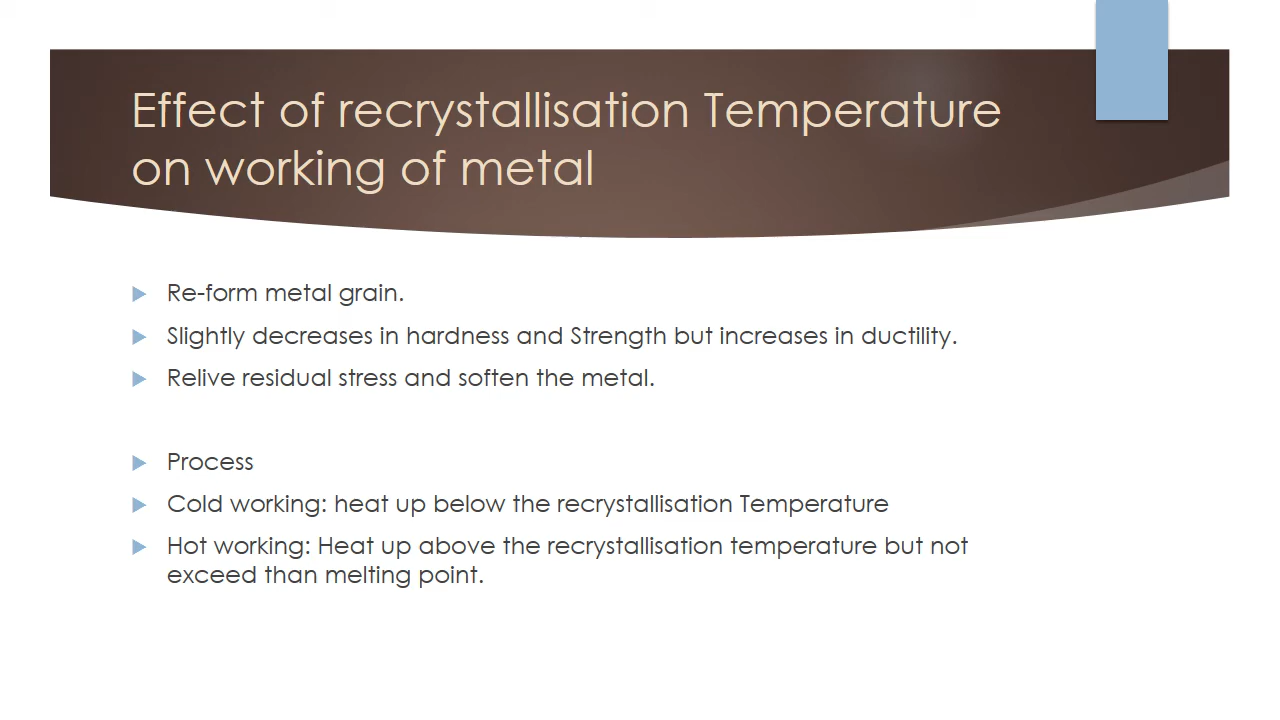 Effect of recrystallisation Temperature
on working of metal
Re-form metal grain.
Slightly decreases in hardness and Strength but increases in ductility.
Relive residual stress and soften the metal.
Process
Cold working: heat up below the recrystallisation Temperature
Hot working: Heat up above the recrystallisation temperature but not
exceed than melting point.